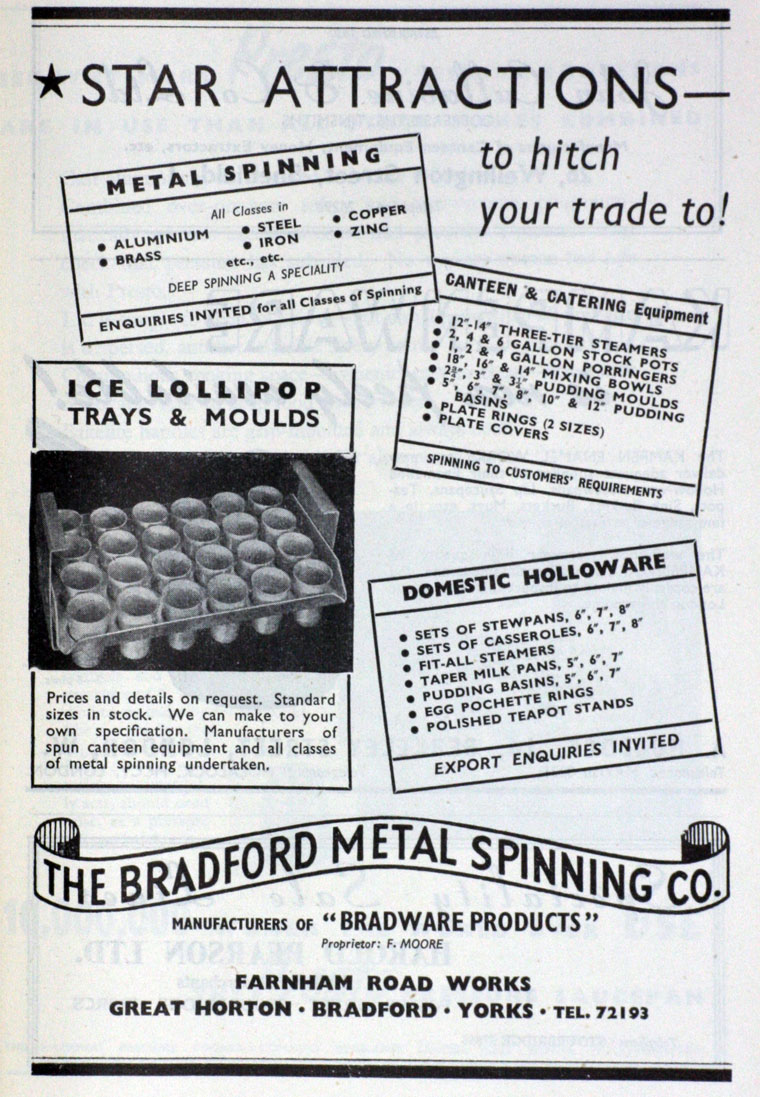 ★ STAR ATTRACTIONS—
to hitch
your trade to!
METAL SPINNING
All Classes in
• ALUMINIUM • STEEL • COPPER
• BRASS • IRON • ZINC
etc., etc.
DEEP SPINNING A SPECIALITY
ENQUIRIES INVITED for all Classes of Spinning
CANTEEN & CATERING Equipment
• 12"-14" THREE-TIER STEAMERS
• 2, 4 & 6 GALLON STOCK POTS
• 1, 2 & 4 GALLON PORRINGERS
• 18", 16" & 14" MIXING BOWLS
• 2¾", 3" & 3½" PUDDING MOULDS
• 5", 6", 7", 8", 10" & 12" PUDDING
BASINS
• PLATE RINGS (2 SIZES)
• PLATE COVERS
SPINNING TO CUSTOMERS' REQUIREMENTS
ICE LOLLIPOP
TRAYS & MOULDS
Prices and details on request. Standard
sizes in stock. We can make to your
own specification. Manufacturers of
spun canteen equipment and all classes
of metal spinning undertaken.
DOMESTIC HOLLOWARE
• SETS OF STEWPANS, 6", 7", 8"
• SETS OF CASSEROLES, 6", 7", 8"
• FIT-ALL STEAMERS
• TAPER MILK PANS, 5", 6", 7"
• PUDDING BASINS, 5", 6", 7"
• EGG POCHETTE RINGS
• POLISHED TEAPOT STANDS
EXPORT ENQUIRIES INVITED
THE BRADFORD METAL SPINNING CO.
MANUFACTURERS OF "BRADWARE PRODUCTS"
Proprietor: F. MOORE
FARNHAM ROAD WORKS
GREAT HORTON · BRADFORD · YORKS · TEL. 72193